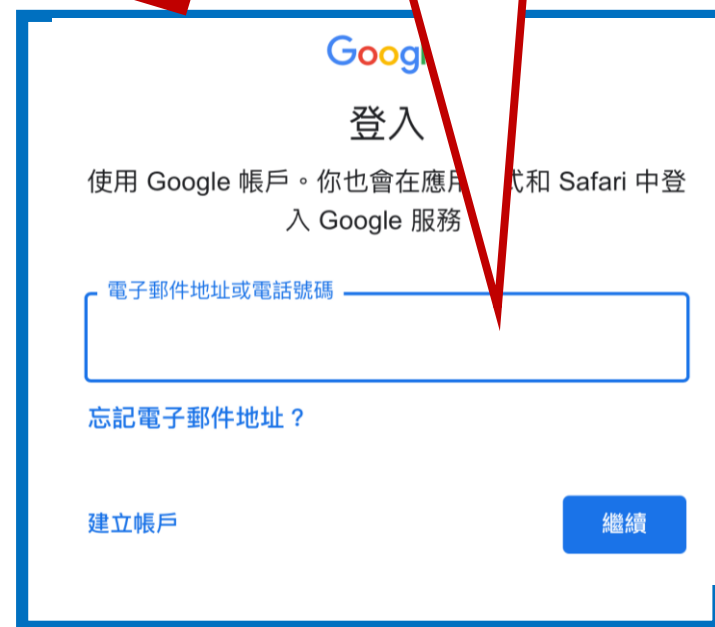 Googl
登入
使用 Google 帳戶。你也會在應用 式和 Safari 中登
入 Google 服務
電子郵件地址或電話號碼
忘記電子郵件地址？
建立帳戶
繼續